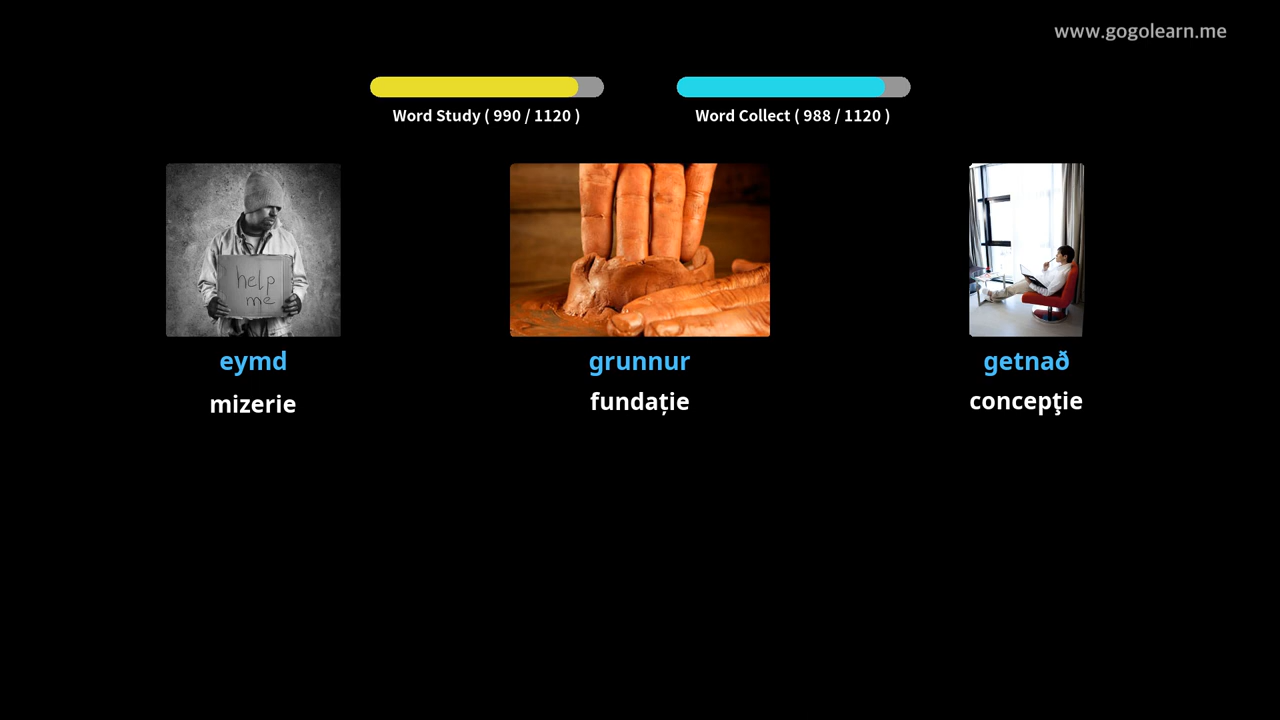 www.gogolearn.me
Word Study ( 990 / 1120 )
Word Collect ( 988 / 1120 )
help
me
eymd
grunnur
getnað
mizerie
fundație
concepţie